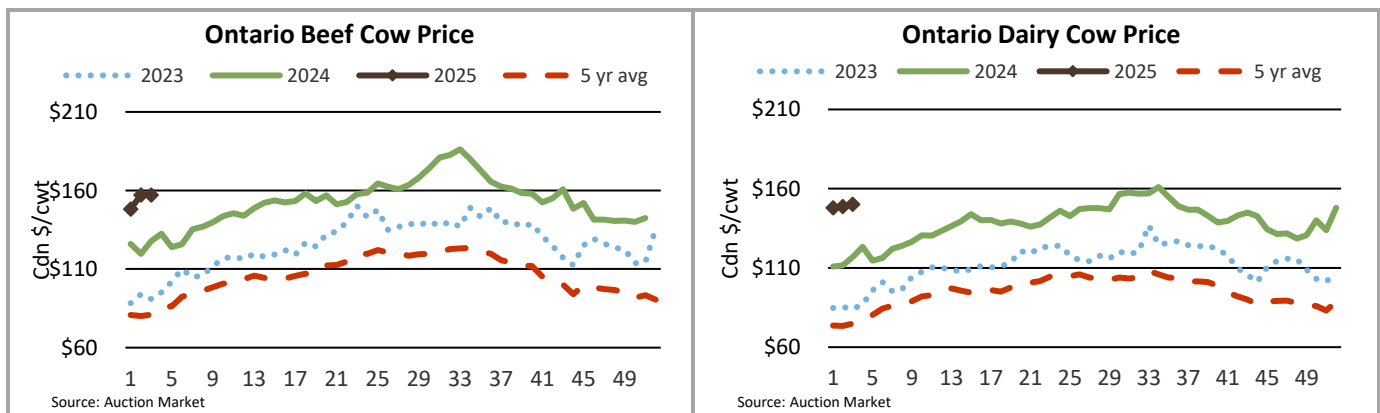 Ontario Beef Cow Price
2023 2024 2025 5 yr avg
$210
$160
$110
$60
Cdn $/cwt
1 5 9 13 17 21 25 29 33 37 41 45 49
Source: Auction Market
Ontario Dairy Cow Price
2023 2024 2025 5 yr avg
$210
$160
$110
$60
Cdn $/cwt
1 5 9 13 17 21 25 29 33 37 41 45 49
Source: Auction Market